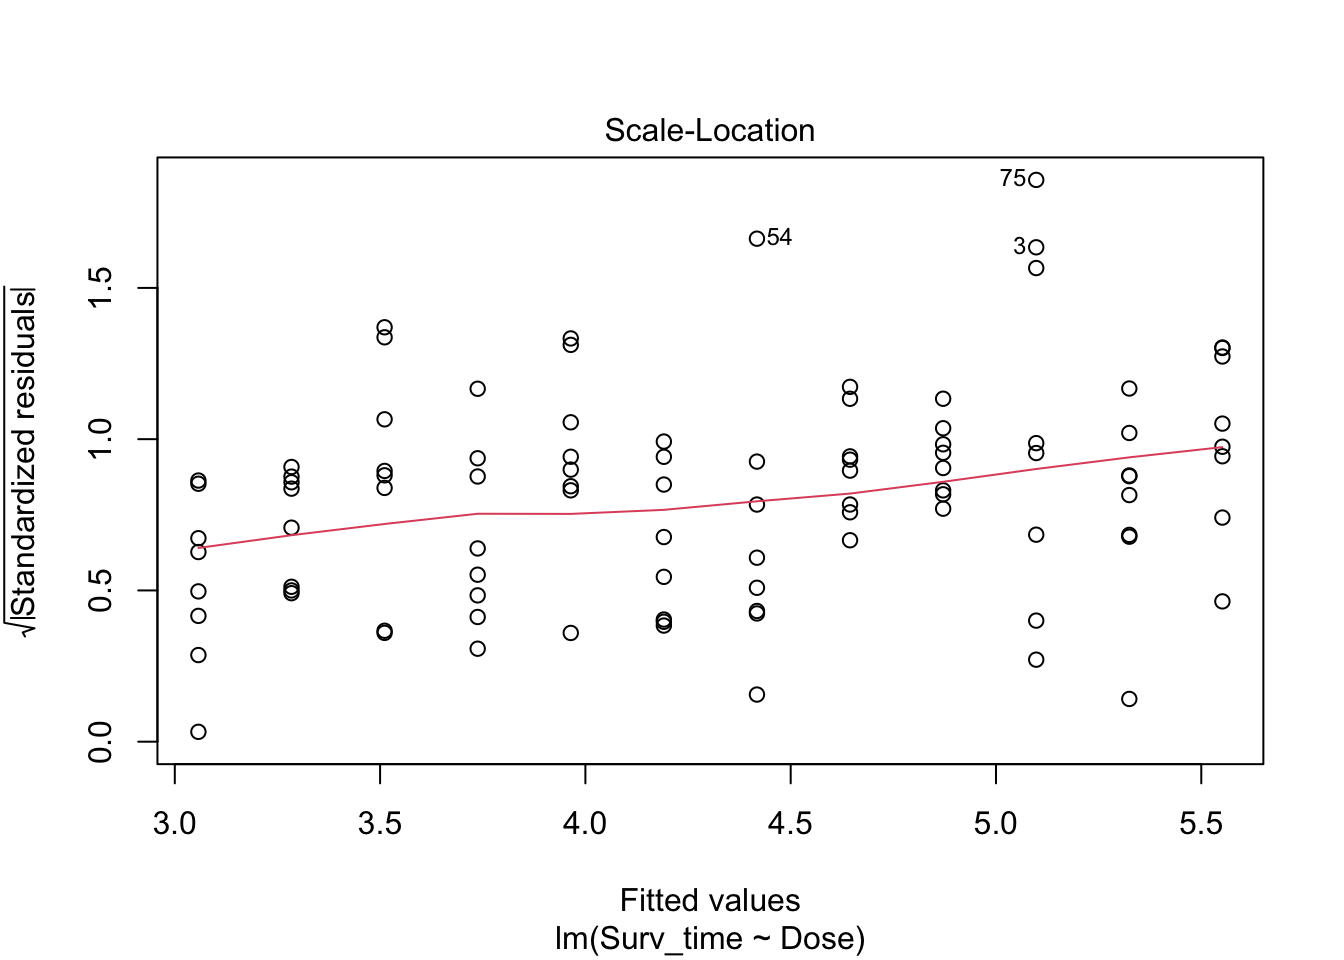 Scale-Location
√|Standardized residuals|
1.5
1.0
0.5
0.0
75
54
3
3.0 3.5 4.0 4.5 5.0 5.5
Fitted values
lm(Surv_time ~ Dose)